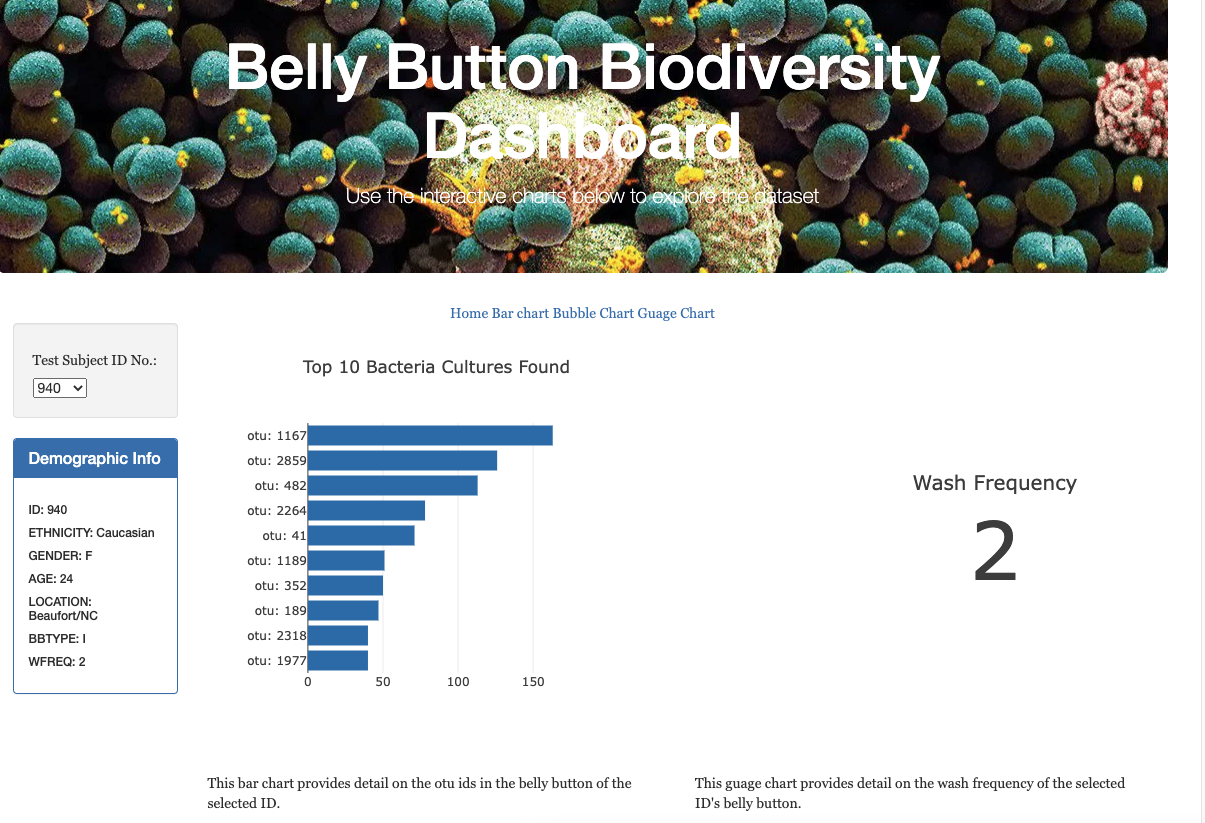 Belly Button Biodiversity
Dashboard
Use the interactive charts below to explore the dataset
Home Bar chart Bubble Chart Guage Chart
Test Subject ID No.:
940
Demographic Info
ID: 940
ETHNICITY: Caucasian
GENDER: F
AGE: 24
LOCATION:
Beaufort/NC
BBTYPE: I
WFREQ: 2
Top 10 Bacteria Cultures Found
otu: 1167
otu: 2859
otu: 482
otu: 2264
otu: 41
otu: 1189
otu: 352
otu: 189
otu: 2318
otu: 1977
0 50 100 150
Wash Frequency
2
This bar chart provides detail on the otu ids in the belly button of the
selected ID.
This guage chart provides detail on the wash frequency of the selected
ID's belly button.